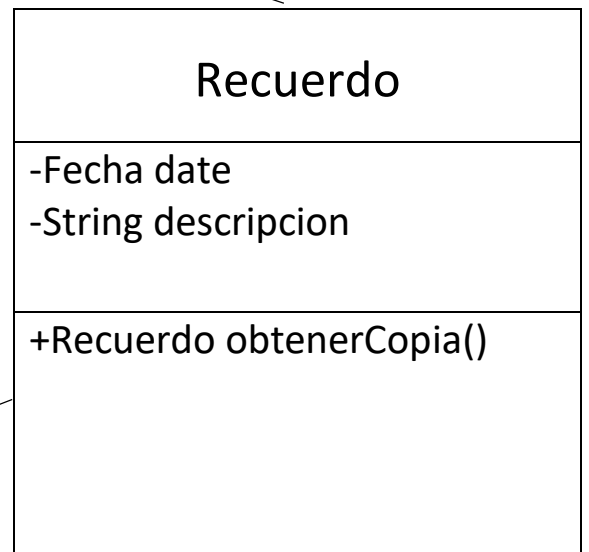 Recuerdo
-Fecha date
-String descripcion
+Recuerdo obtenerCopia()